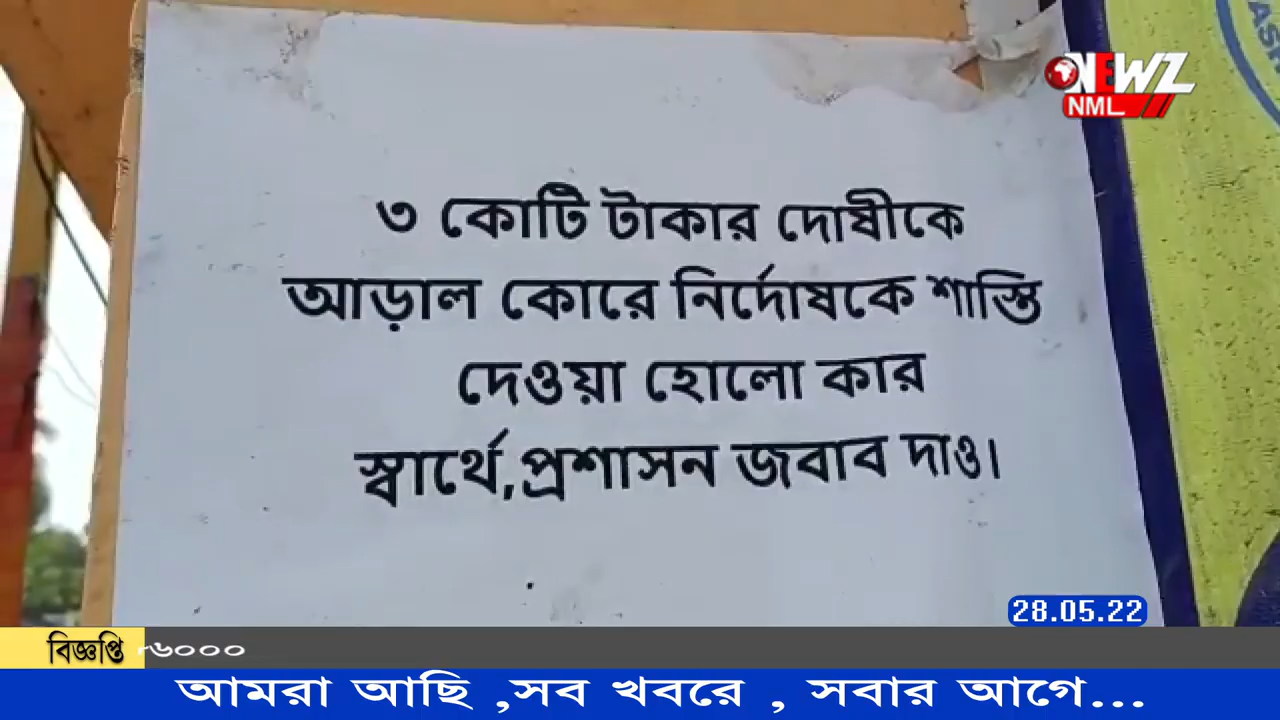 NEWZ
NML
৩ কোটি টাকার দোষীকে
আড়াল কোরে নির্দোষকে শাস্তি
দেওয়া হোলো কার
স্বার্থে,প্রশাসন জবাব দাও।
28.05.22
বিজ্ঞপ্তি
৬০০০
আমরা আছি ,সব খবরে , সবার আগে...